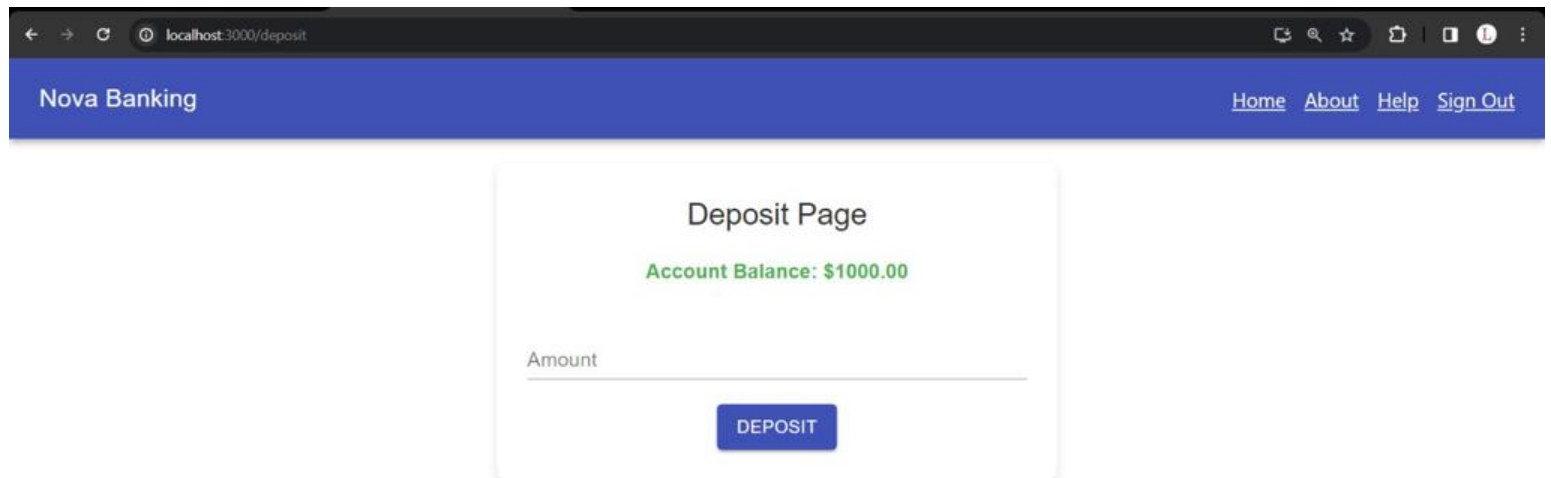 localhost:3000/deposit
Nova Banking
Home About Help Sign Out
Deposit Page
Account Balance: $1000.00
Amount
DEPOSIT